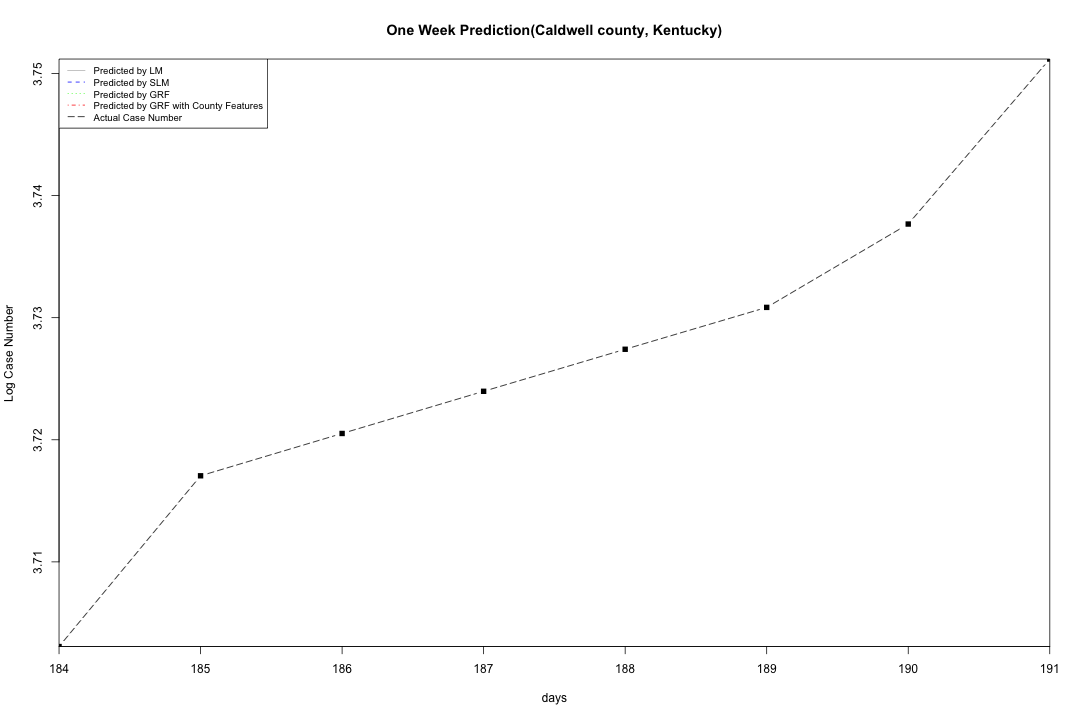 One Week Prediction(Caldwell county, Kentucky)
Predicted by LM
Predicted by SLM
Predicted by GRF
Predicted by GRF with County Features
Actual Case Number
3.75
3.74
3.73
3.72
3.71
Log Case Number
184 185 186 187 188 189 190 191
days